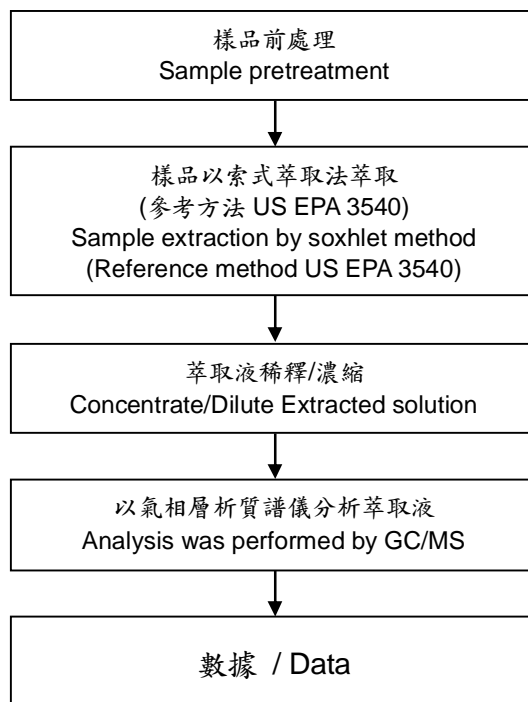 樣品前處理
Sample pretreatment
樣品以索式萃取法萃取
(參考方法 US EPA 3540)
Sample extraction by soxhlet method
(Reference method US EPA 3540)
萃取液稀釋/濃縮
Concentrate/Dilute Extracted solution
以氣相層析質譜儀分析萃取液
Analysis was performed by GC/MS
數據 / Data